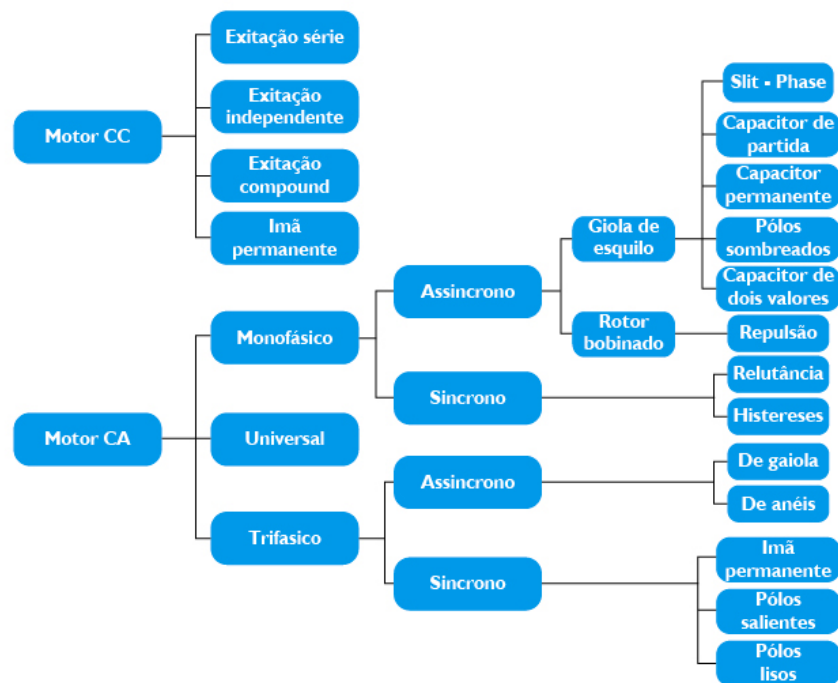 Exitação série
Exitação
independente
Motor CC
Exitação
compound
Imã
permanente
Slit - Phase
Capacitor de
partida
Capacitor
permanente
Giola de
esquilo
Pólos
sombreados
Capacitor de
dois valores
Assincrono
Monofásico
Rotor
bobinado
Repulsão
Relutância
Sincrono
Histereses
Motor CA
Universal
De gaiola
Assincrono
De anéis
Trifasico
Imã
permanente
Sincrono
Pólos
salientes
Pólos
lisos